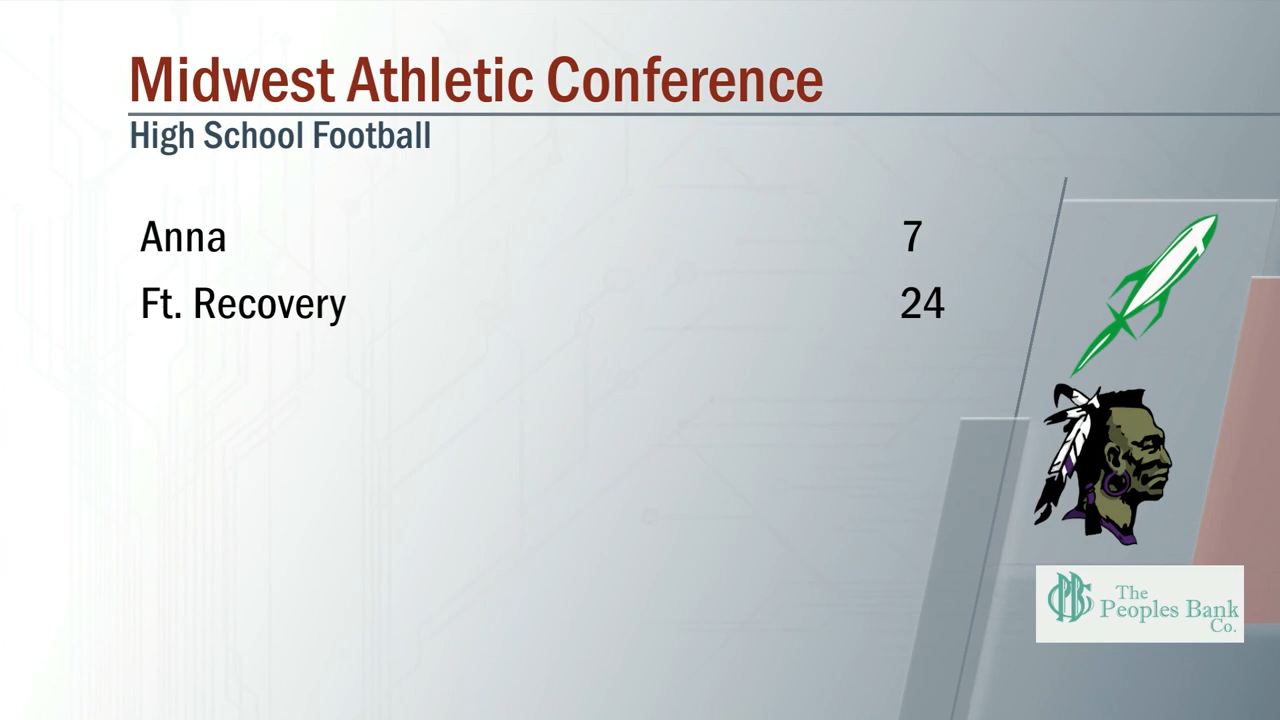 Midwest Athletic Conference
High School Football
Anna 7
Ft. Recovery 24
The
Peoples Bank
Co.